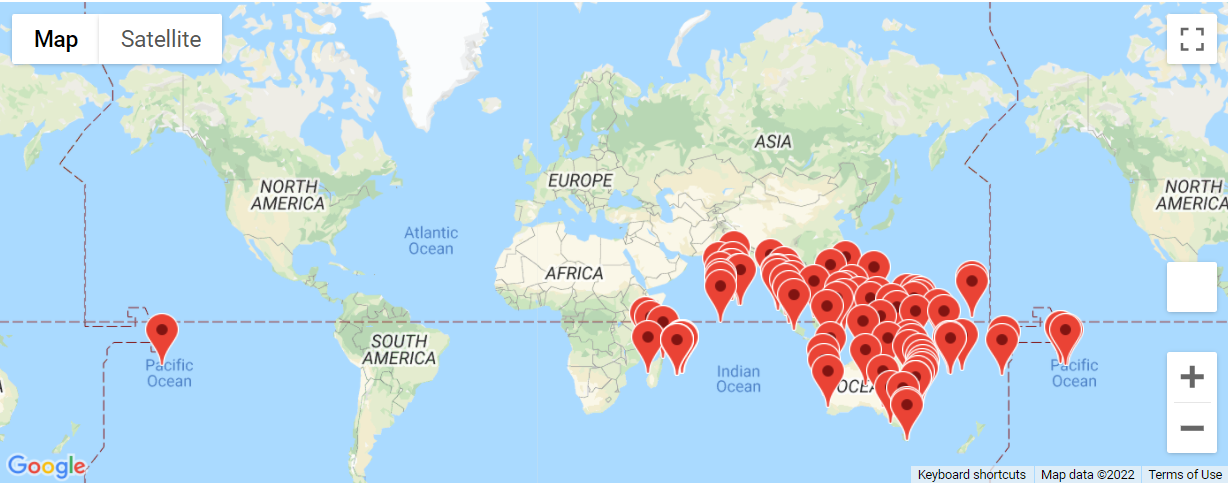 Map
Satellite
ASIA
NORTH
AMERICA
NORTH
AMERICA
EUROPE
Atlantic
Ocean
AFRICA
SOUTH
AMERICA
Pacific
Ocean
Indian
Ocean
Pacific
Ocean
OCEA
Google
Keyboard shortcuts
Map data ©2022
Terms of Use